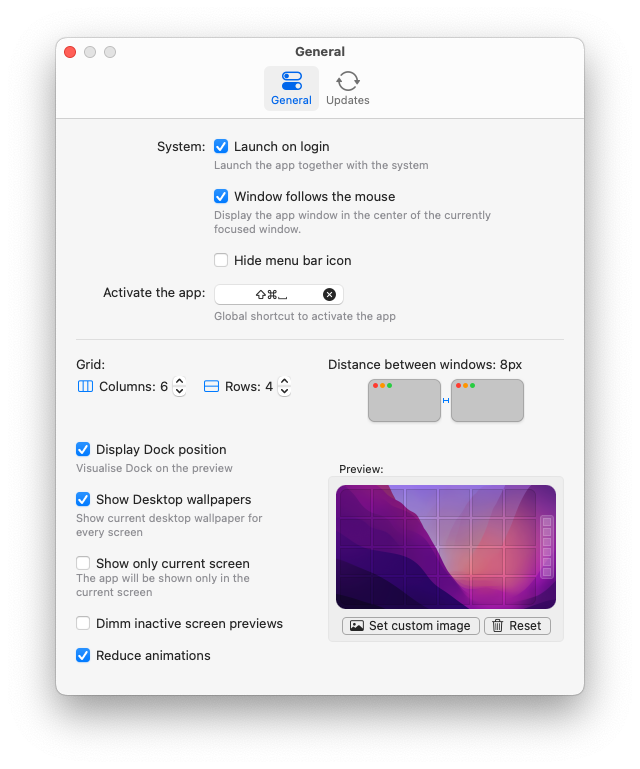 General
General
Updates
System:
Launch on login
Launch the app together with the system
Window follows the mouse
Display the app window in the center of the currently
focused window.
Hide menu bar icon
Activate the app:
⇧⌘⎵
Global shortcut to activate the app
Grid:
Columns: 6
Rows: 4
Distance between windows: 8px
Display Dock position
Visualise Dock on the preview
Show Desktop wallpapers
Show current desktop wallpaper for
every screen
Show only current screen
The app will be shown only in the
current screen
Dimm inactive screen previews
Reduce animations
Preview:
Set custom image
Reset